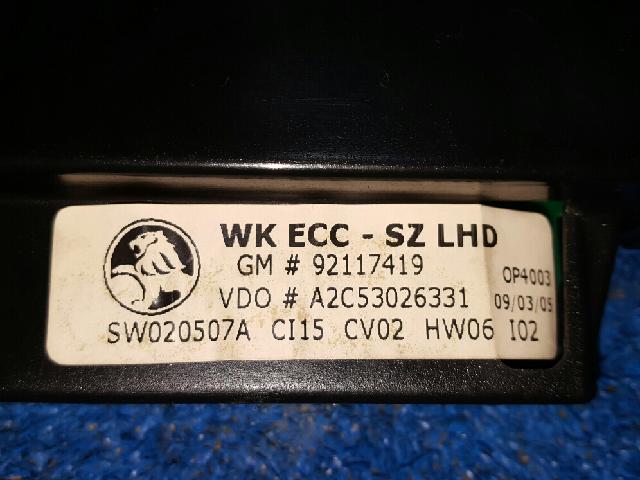 WK ECC - SZ LHD
GM # 92117419
OP4003
VDO # A2C53026331
09/03/05
SW020507A CI15 CV02 HW06 I02